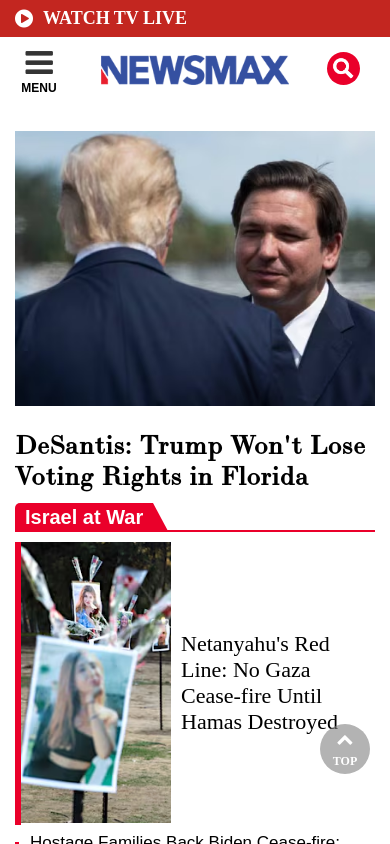 WATCH TV LIVE
MENU
NEWSMAX
DeSantis: Trump Won't Lose
Voting Rights in Florida
Israel at War
Netanyahu's Red
Line: No Gaza
Cease-fire Until
Hamas Destroyed
TOP
Hostage Families Back Biden Cease-fire;